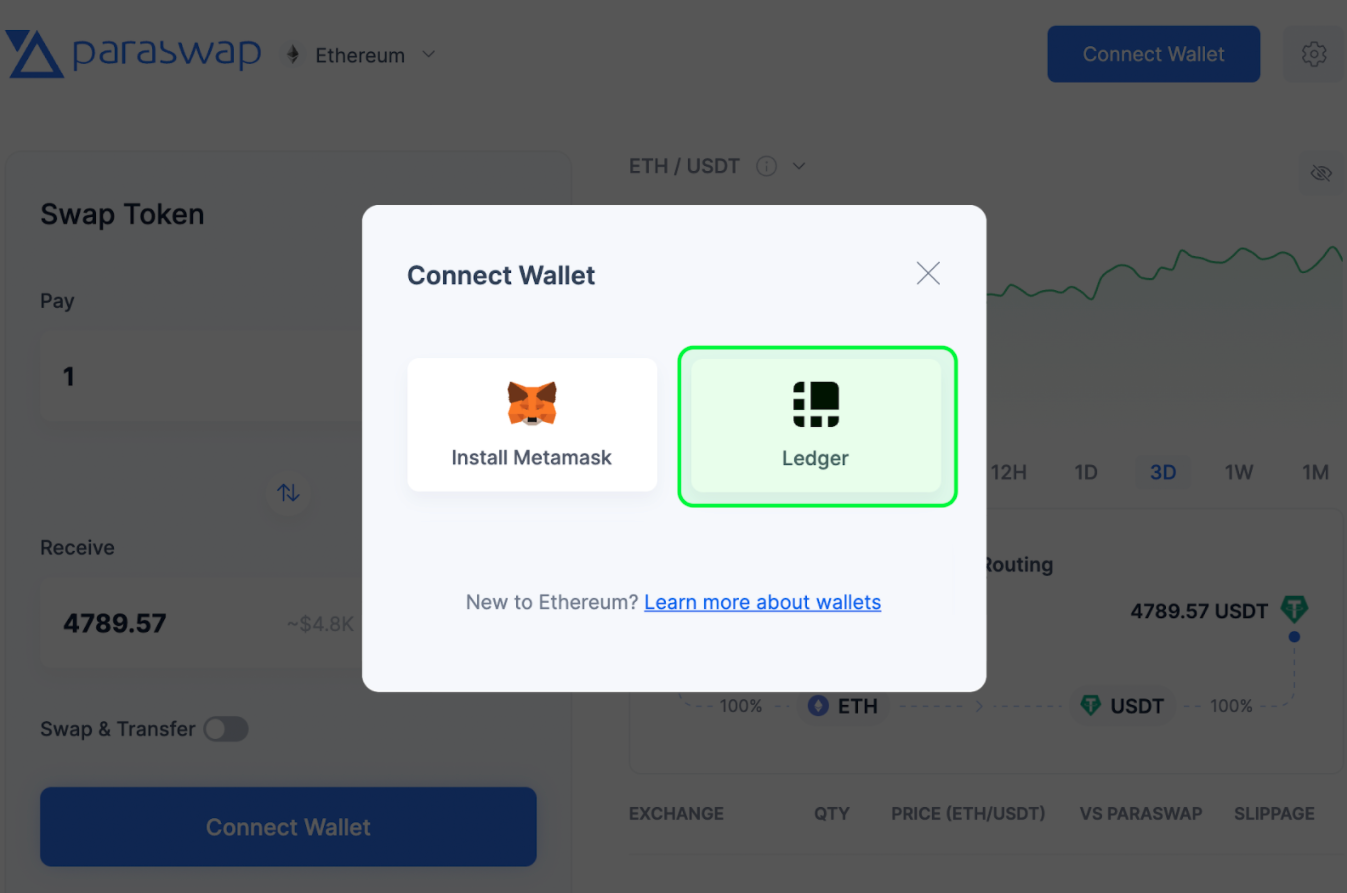 paraswap
Ethereum
Connect Wallet
ETH / USDT
Swap Token
Pay
1
Receive
4789.57
~$4.8K
Swap & Transfer
Connect Wallet
Connect Wallet
Install Metamask
Ledger
New to Ethereum? Learn more about wallets
12H 1D 3D 1W 1M
Routing
4789.57 USDT
100% ETH USDT 100%
EXCHANGE QTY PRICE (ETH/USDT) VS PARASWAP SLIPPAGE